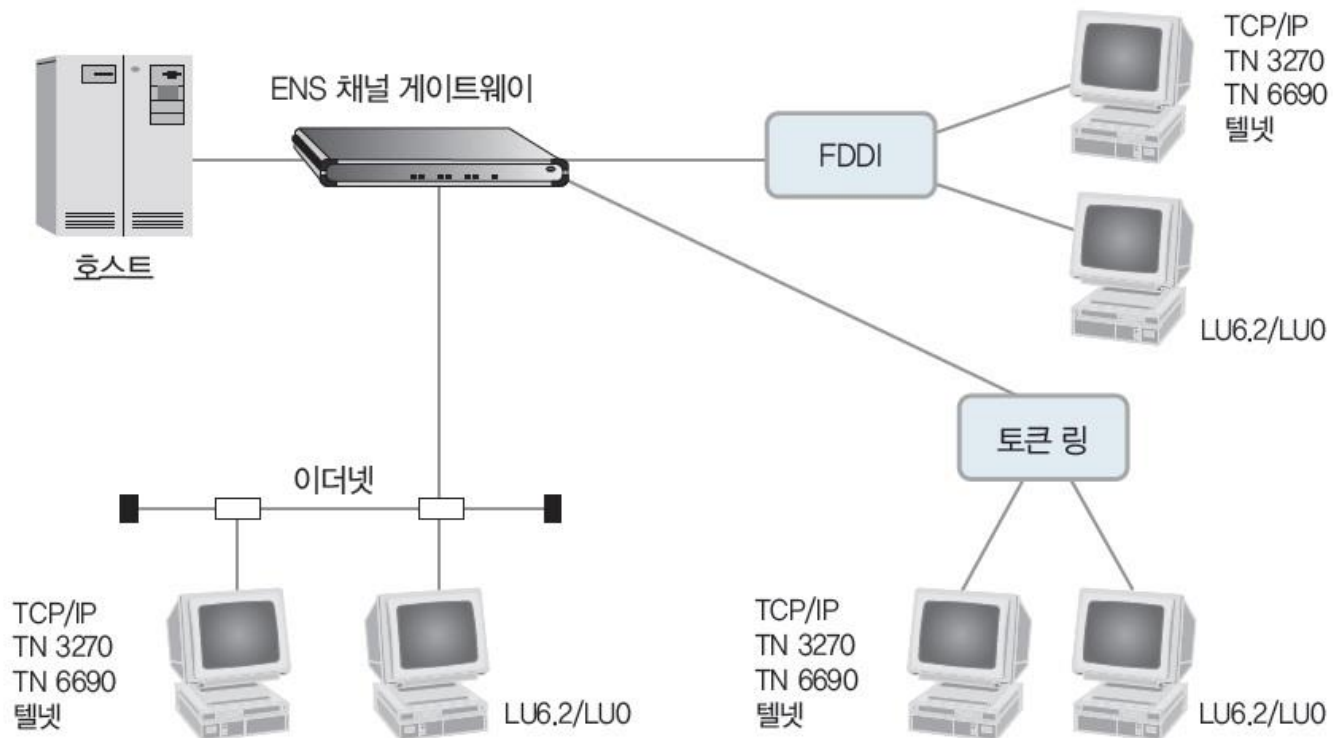 TCP/IP
TN 3270
TN 6690
텔넷
ENS 채널 게이트웨이
FDDI
호스트
LU6.2/LU0
토큰 링
이더넷
TCP/IP
TN 3270
TN 6690
텔넷
LU6.2/LU0
TCP/IP
TN 3270
TN 6690
텔넷
LU6.2/LU0